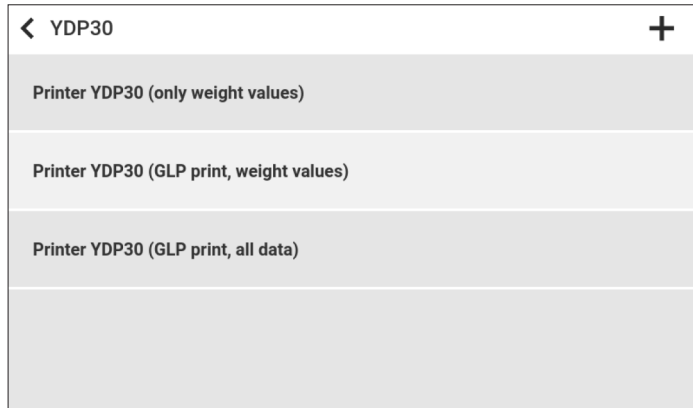 YDP30
Printer YDP30 (only weight values)
Printer YDP30 (GLP print, weight values)
Printer YDP30 (GLP print, all data)